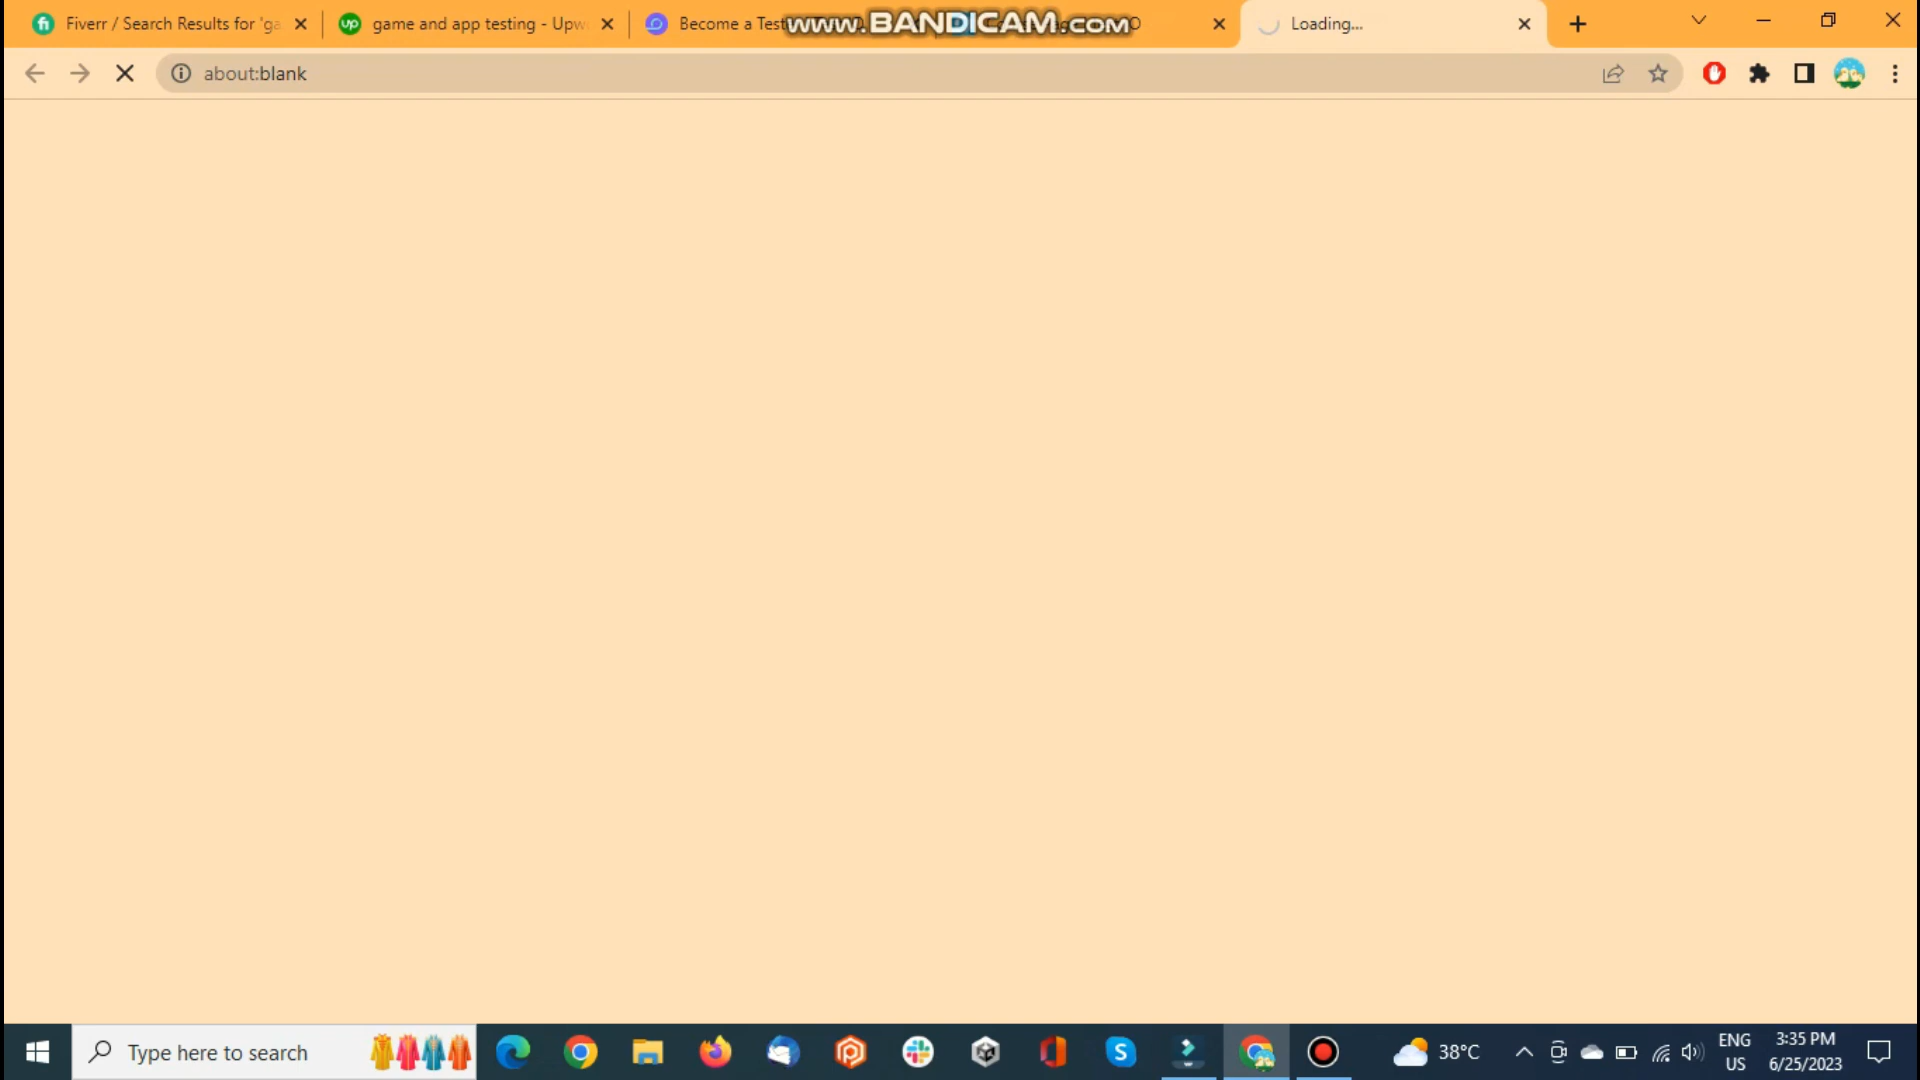 Fiverr / Search Results for 'ga
game and app testing - Upw
Become a Test
www.BANDICAM.com
Loading...
about:blank
Type here to search
38°C
ENG
US
3:35 PM
6/25/2023